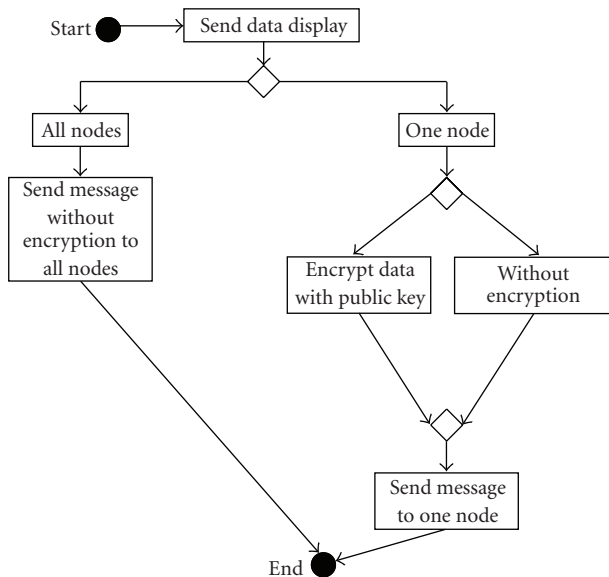 Start
Send data display
All nodes
One node
Send message
without
encryption to
all nodes
Encrypt data
with public key
Without
encryption
Send message
to one node
End